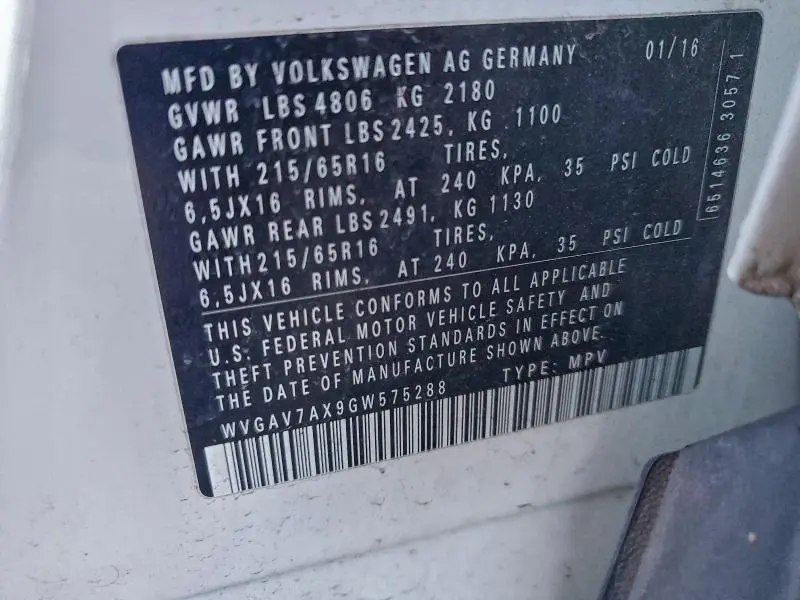 MFD BY VOLKSWAGEN AG GERMANY 01/16
GVWR LBS 4806 KG 2180
GAWR FRONT LBS 2425, KG 1100
WITH 215/65R16 TIRES,
6,5JX16 RIMS, AT 240 KPA, 35 PSI COLD
GAWR REAR LBS 2491, KG 1130
WITH 215/65R16 TIRES,
6,5JX16 RIMS, AT 240 KPA, 35 PSI COLD
THIS VEHICLE CONFORMS TO ALL APPLICABLE
U.S. FEDERAL MOTOR VEHICLE SAFETY AND
THEFT PREVENTION STANDARDS IN EFFECT ON
THE DATE OF MANUFACTURE SHOWN ABOVE.
WVGAV7AX9GW575288 TYPE: MPV
6514636 3057 1